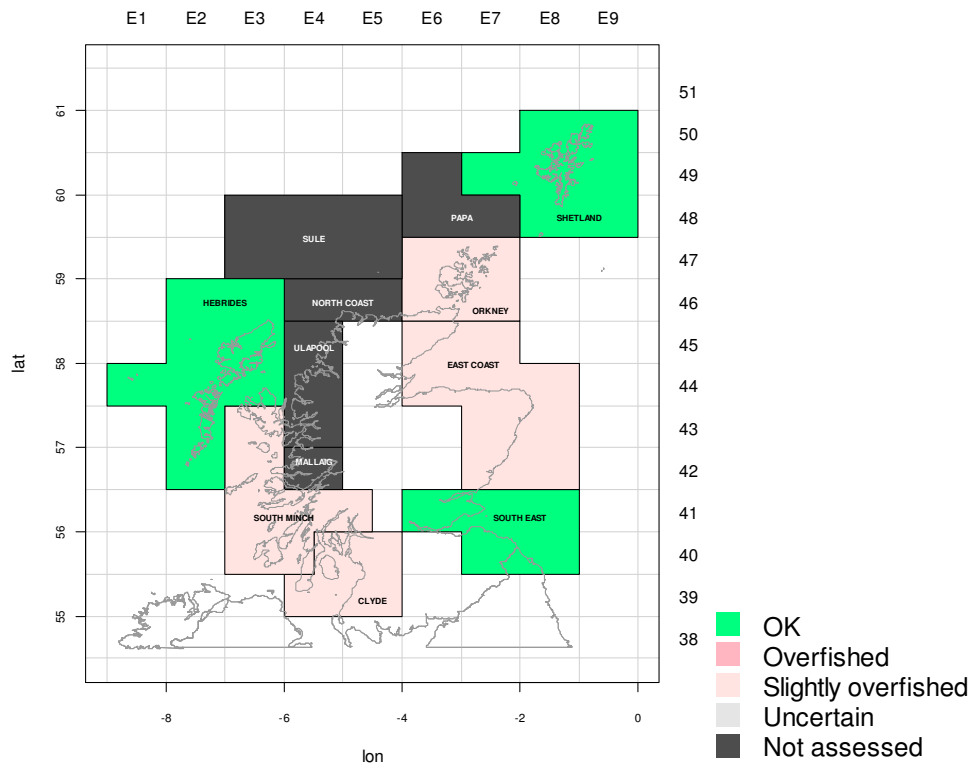 E1 E2 E3 E4 E5 E6 E7 E8 E9
51
61
50
49
60
SHETLAND
PAPA
48
SULE
47
59
HEBRIDES
NORTH COAST
46
ORKNEY
ULAPOOL
45
58
EAST COAST
44
43
57
MALLAIG
42
SOUTH MINCH
SOUTH EAST
41
56
40
CLYDE
39
55
38
lat
-8 -6 -4 -2 0
lon
OK
Overfished
Slightly overfished
Uncertain
Not assessed